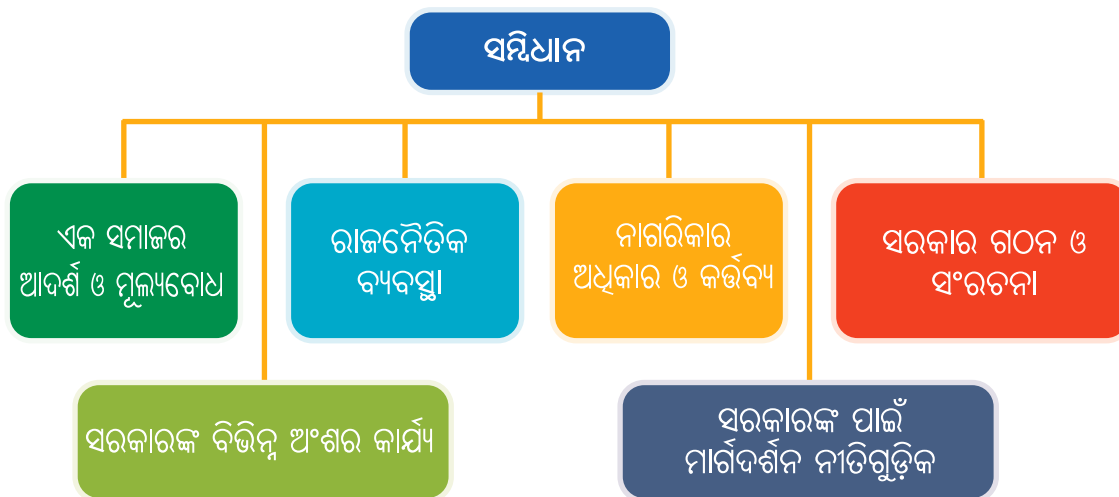 ସମ୍ବିଧାନ
ଏକ ସମାଜର
ଆଦର୍ଶ ଓ ମୂଲ୍ୟବୋଧ
ରାଜନୈତିକ
ବ୍ୟବସ୍ଥା
ନାଗରିକାର
ଅଧିକାର ଓ କର୍ତ୍ତବ୍ୟ
ସରକାର ଗଠନ ଓ
ସଂରଚନା
ସରକାରଙ୍କ ବିଭିନ୍ନ ଅଂଶର କାର୍ଯ୍ୟ
ସରକାରଙ୍କ ପାଇଁ
ମାର୍ଗଦର୍ଶନ ନୀତିଗୁଡ଼ିକ